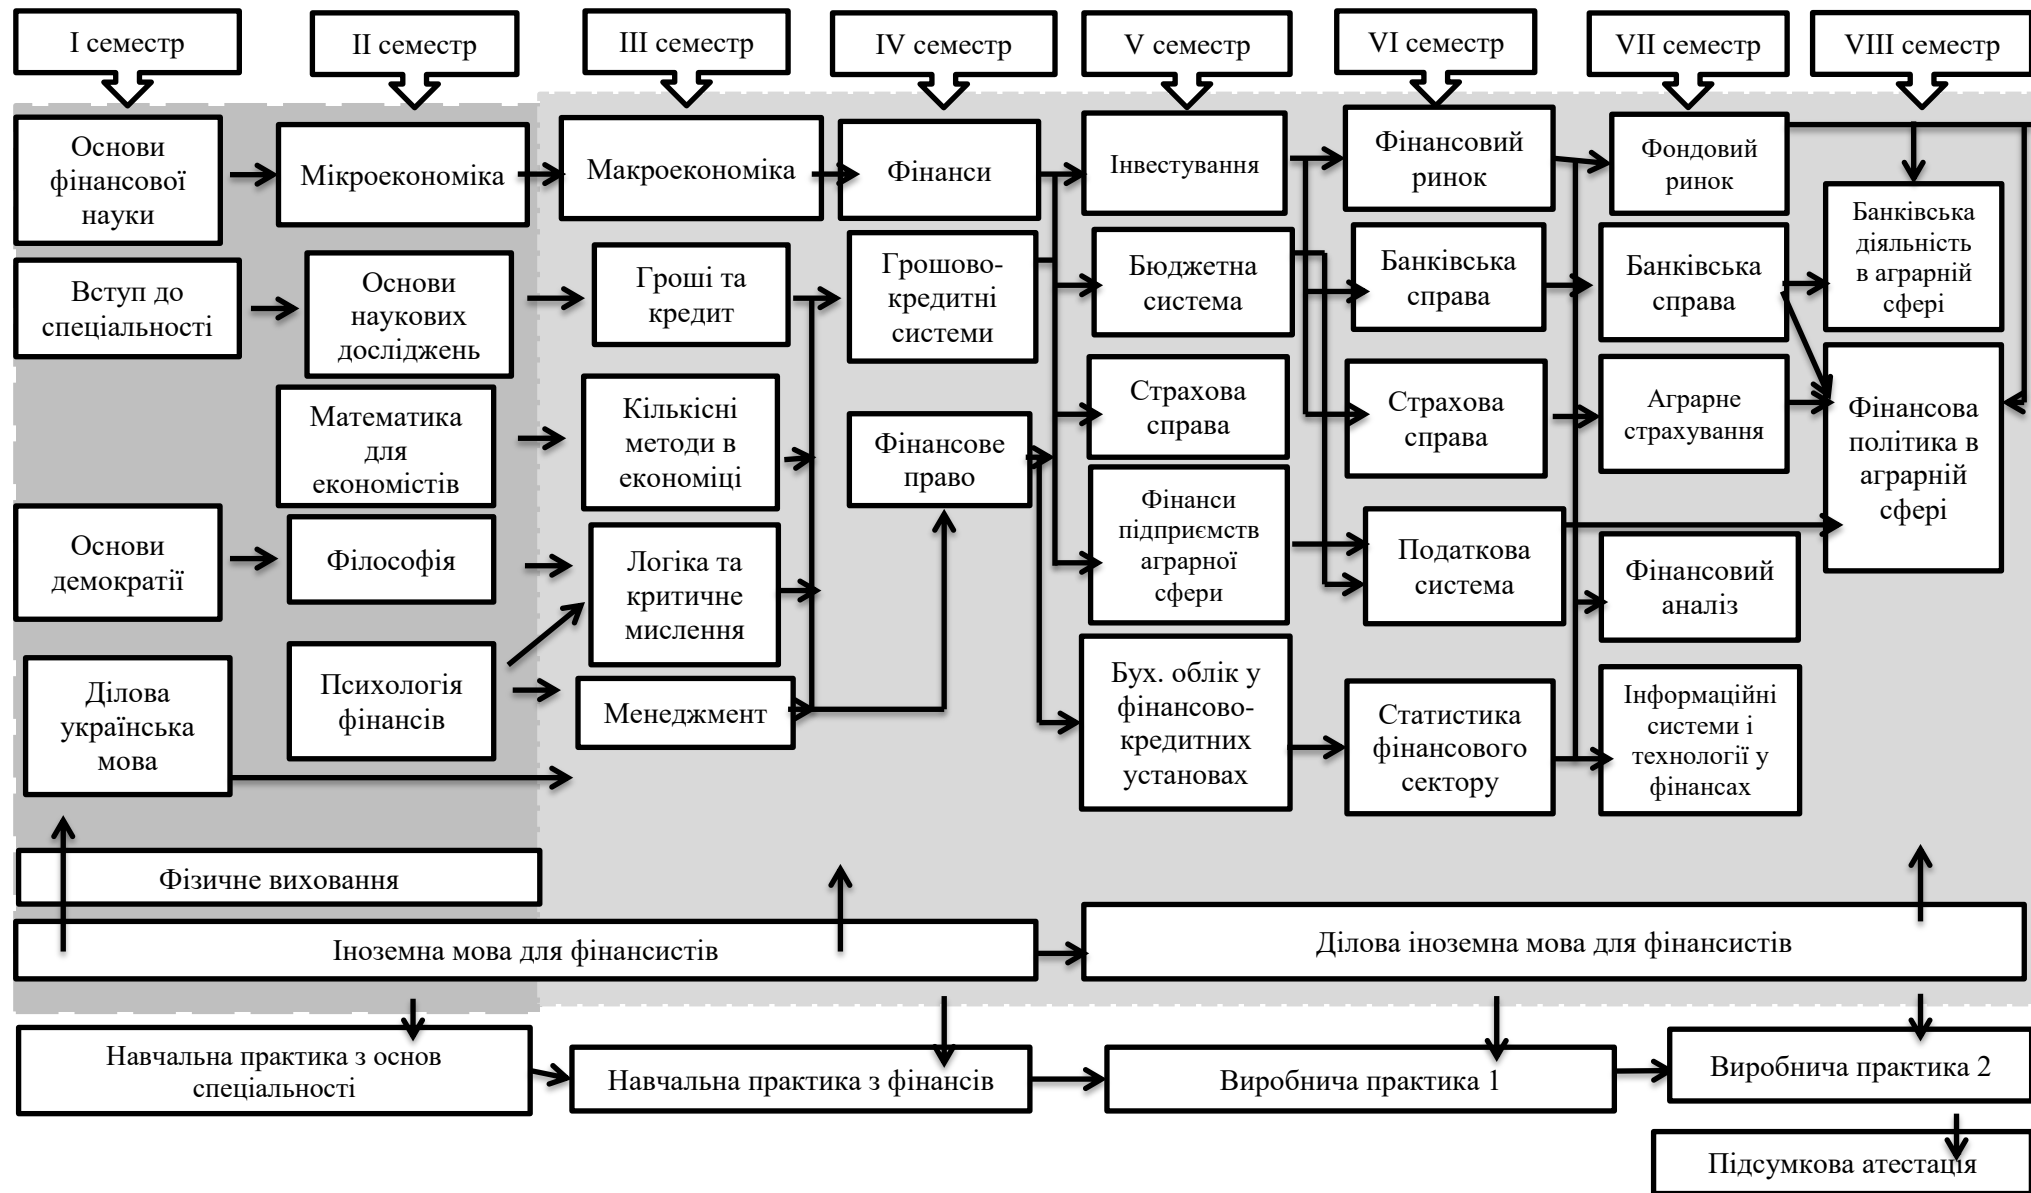 I семестр
II семестр
III семестр
IV семестр
V семестр
VI семестр
VII семестр
VIII семестр
Основи
фінансової
науки
Вступ до
спеціальності
Основи
демократії
Ділова
українська
мова
Мікроекономіка
Основи
наукових
досліджень
Математика
для
економістів
Філософія
Психологія
фінансів
Макроекономіка
Гроші та
кредит
Кількісні
методи в
економіці
Логіка та
критичне
мислення
Менеджмент
Фінанси
Грошово-
кредитні
системи
Фінансове
право
Інвестування
Бюджетна
система
Страхова
справа
Фінанси
підприємств
аграрної
сфери
Бух. облік у
фінансово-
кредитних
установах
Фінансовий
ринок
Банківська
справа
Страхова
справа
Податкова
система
Статистика
фінансового
сектору
Фондовий
ринок
Банківська
справа
Аграрне
страхування
Фінансовий
аналіз
Інформаційні
системи і
технології у
фінансах
Банківська
діяльність
в аграрній
сфері
Фінансова
політика в
аграрній
сфері
Фізичне виховання
Іноземна мова для фінансистів
Ділова іноземна мова для фінансистів
Навчальна практика з основ
спеціальності
Навчальна практика з фінансів
Виробнича практика 1
Виробнича практика 2
Підсумкова атестація